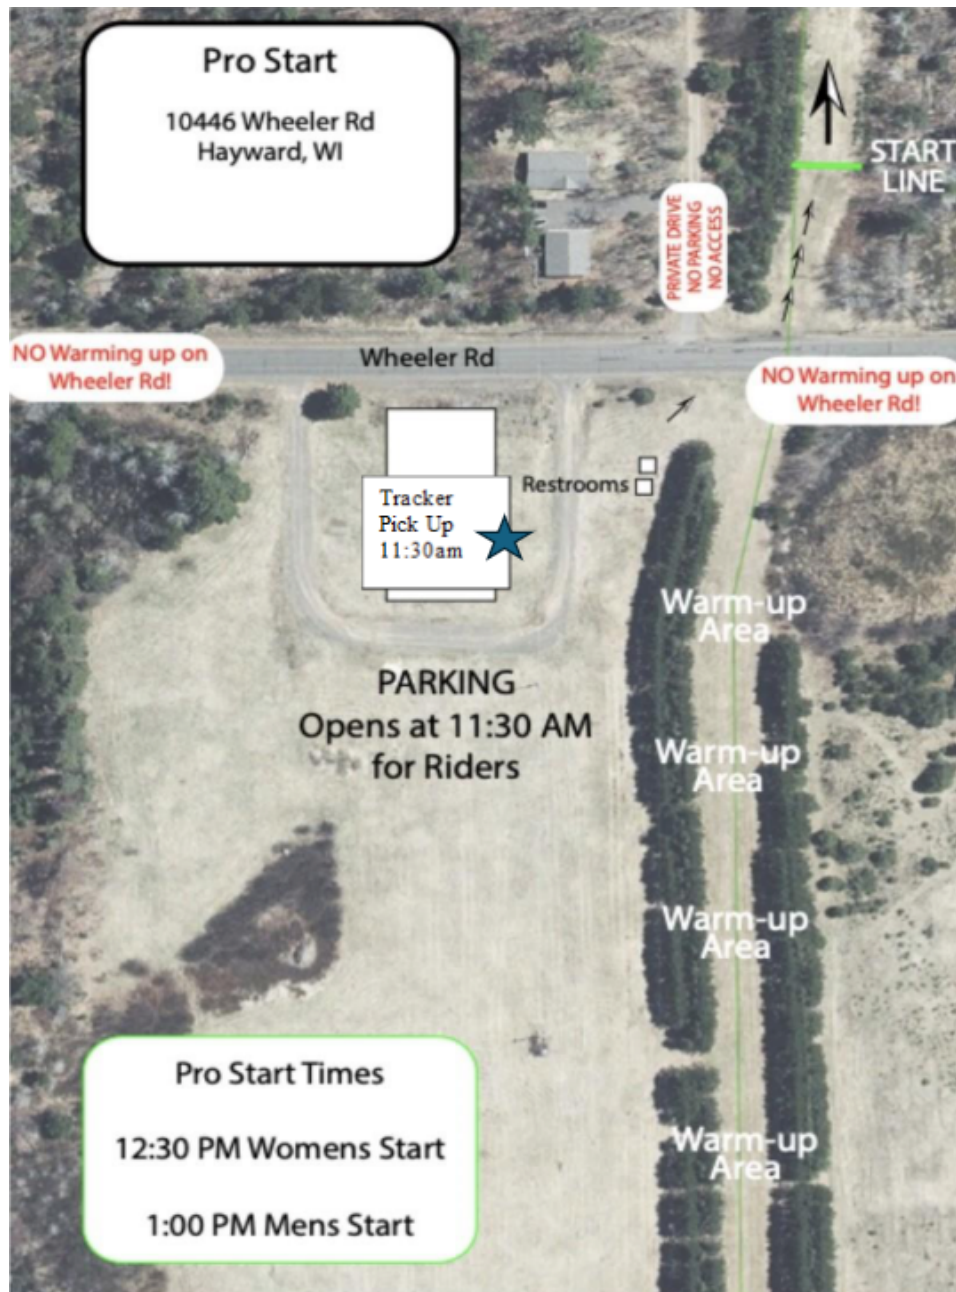 Pro Start
10446 Wheeler Rd
Hayward, WI
START
LINE
PRIVATE DRIVE
NO PARKING
NO ACCESS
NO Warming up on
Wheeler Rd!
Wheeler Rd
NO Warming up on
Wheeler Rd!
Restrooms
Tracker
Pick Up
11:30am
Warm-up
Area
PARKING
Opens at 11:30 AM
for Riders
Warm-up
Area
Warm-up
Area
Pro Start Times
12:30 PM Womens Start
1:00 PM Mens Start
Warm-up
Area